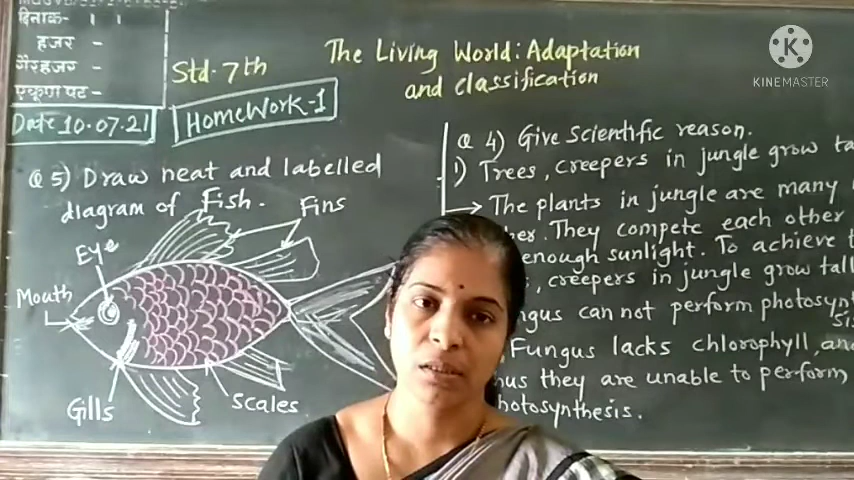 दिनांक-
हजर -
गैरहजर -
एकूण पट -
Date 10.07.21
Std. 7th
HomeWork-1
The Living World: Adaptation
and classification
K
KINEMASTER
Q 5) Draw neat and labelled
diagram of Fish.
Fins
Eye
Mouth
Gills
Scales
Q 4) Give Scientific reason.
1) Trees, creepers in jungle grow
→ The plants in jungle are many
They compete each other
enough sunlight. To achieve
, creepers in jungle grow
can not perform
Fungus lacks chlorophyll, and
they are unable to perform
photosynthesis.